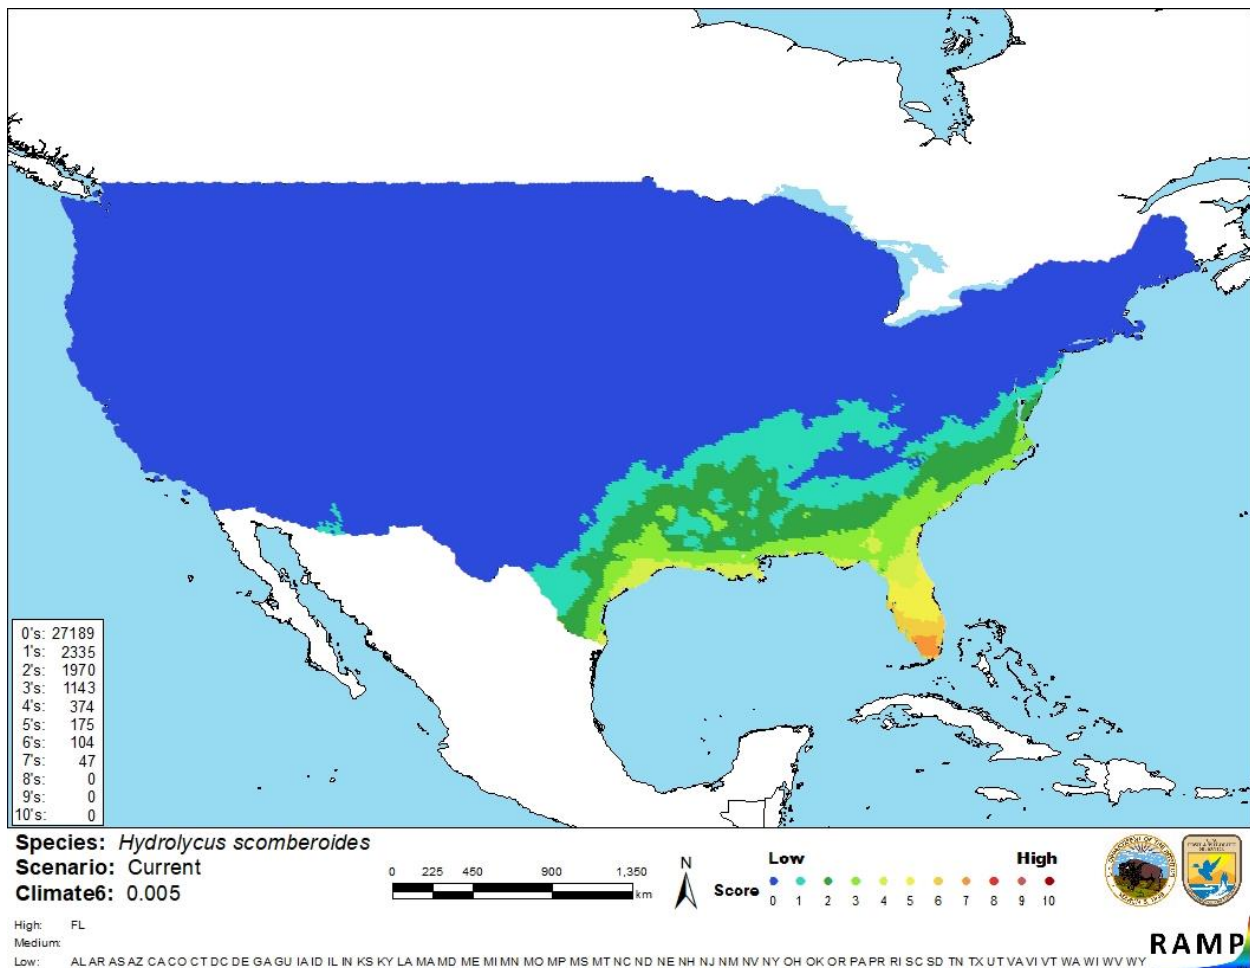 0's: 27189
1's: 2335
2's: 1970
3's: 1143
4's: 374
5's: 175
6's: 104
7's: 47
8's: 0
9's: 0
10's: 0
Species: Hydrolycus scomberoides
Scenario: Current
Climate6: 0.005
0 225 450 900 1,350
km
N
Low High
Score 0 1 2 3 4 5 6 7 8 9 10
High: FL
Medium:
Low: AL AR AS AZ CA CO CT DC DE GA GU IA ID IL IN KS KY LA MA MD ME MI MN MO MP MS MT NC ND NE NH NJ NM NV NY OH OK OR PA PR RI SC SD TN TX UT VA VI VT WA WI WV WY
RAMP